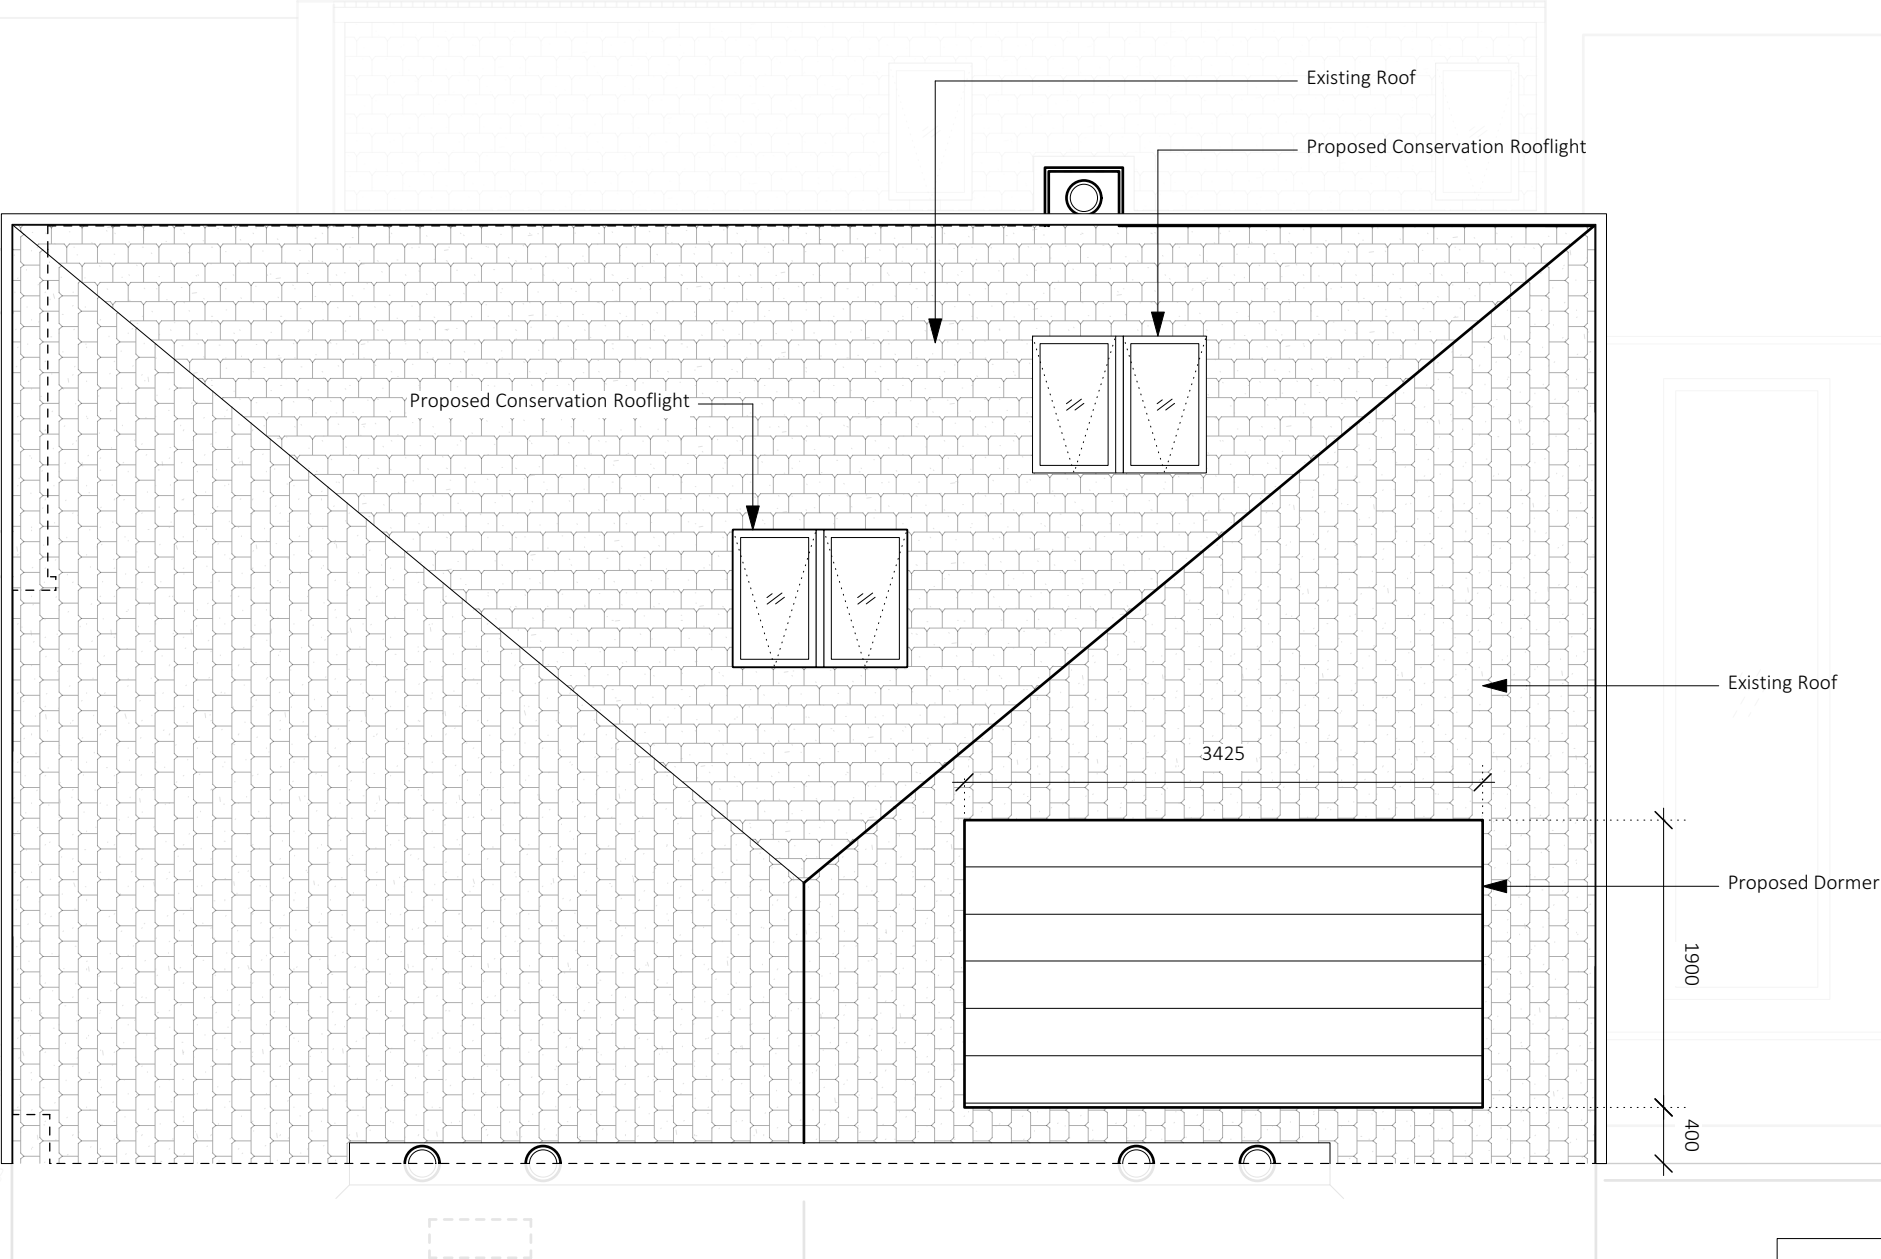 Existing Roof
Proposed Conservation Rooflight
Proposed Conservation Rooflight
Existing Roof
3425
Proposed Dormer
1900
400